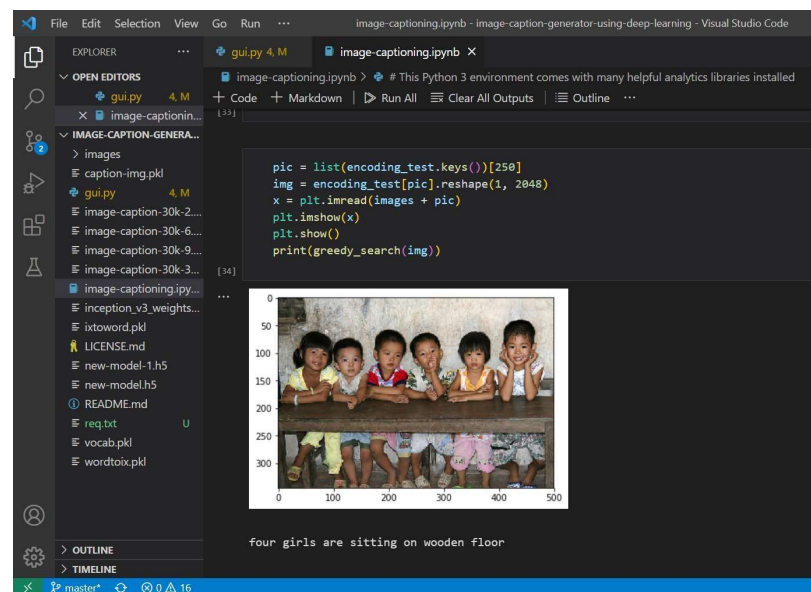 File Edit Selection View Go Run ··· image-captioning.ipynb - image-caption-generator-using-deep-learning - Visual Studio Code
EXPLORER ···
gui.py 4, M image-captioning.ipynb
OPEN EDITORS
image-captioning.ipynb > # This Python 3 environment comes with many helpful analytics libraries installed
gui.py 4, M
+ Code + Markdown Run All Clear All Outputs Outline ···
image-captionin...
[33]
IMAGE-CAPTION-GENERA...
2
images
caption-img.pkl
gui.py 4, M
image-caption-30k-2....
image-caption-30k-6....
image-caption-30k-9....
image-caption-30k-3...
image-captioning.ipy...
inception_v3_weights...
ixtoword.pkl
LICENSE.md
new-model-1.h5
new-model.h5
README.md
req.txt U
vocab.pkl
wordtoix.pkl
OUTLINE
TIMELINE
pic = list(encoding_test.keys())[250]
img = encoding_test[pic].reshape(1, 2048)
x = plt.imread(images + pic)
plt.imshow(x)
plt.show()
print(greedy_search(img))
[34]
···
0
50
100
150
200
250
300
0 100 200 300 400 500
four girls are sitting on wooden floor
master* 0 16